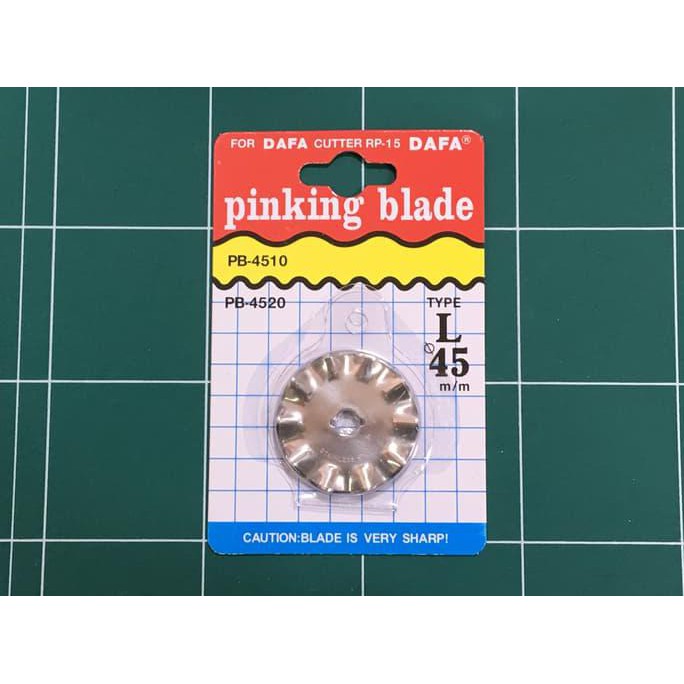 FOR DAFA CUTTER RP-15 DAFA®
pinking blade
PB-4510
PB-4520
TYPE
L
⌀45
m/m
CAUTION:BLADE IS VERY SHARP!